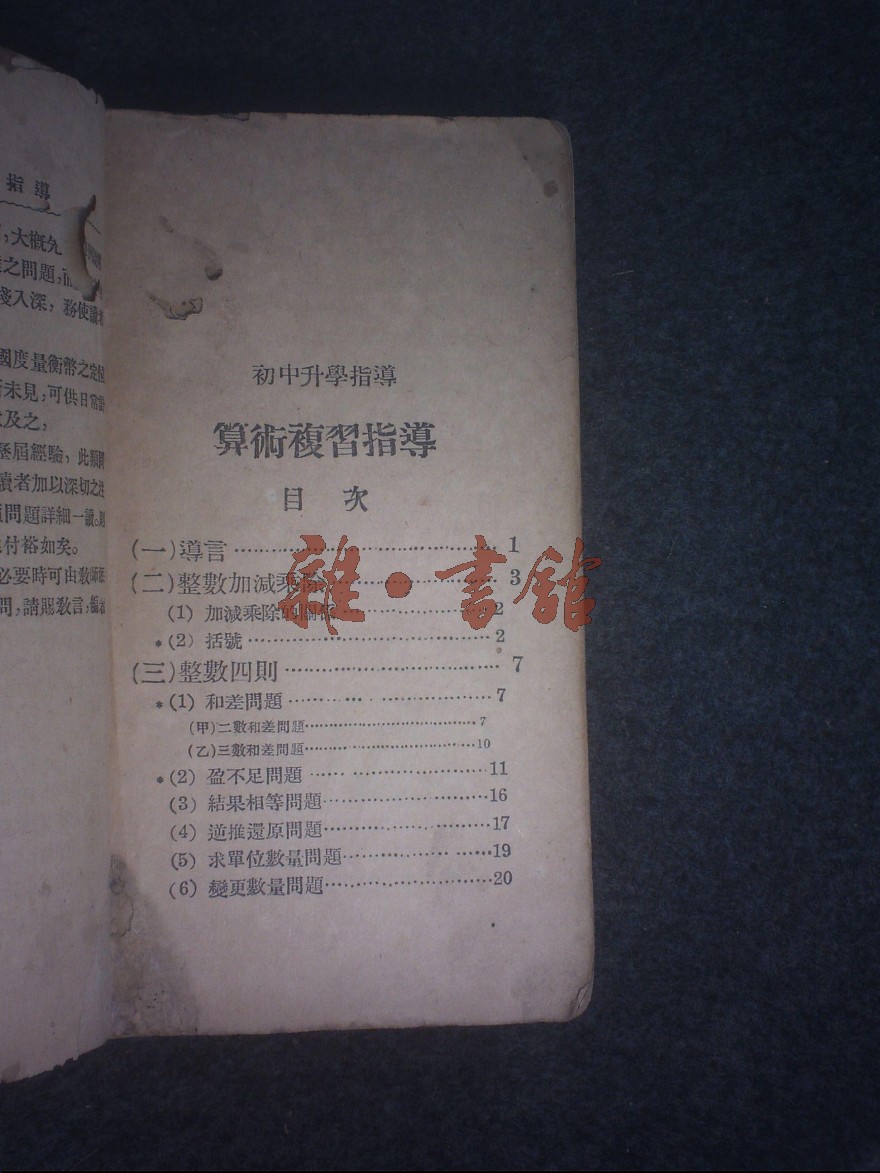 指導
,大概
之問題,
淺入深,務使讀
國度量衡幣之定
未見,可供日常
及之,
歷屆經驗,此類
讀者加以深切之
問題詳細一讀。
付裕如矣。
必要時可由教師
問,請賜教言,
初中升學指導
算術複習指導
目 次
(一)導言……………………………1
(二)整數加減乘除……………………3
(1) 加減乘除的關係……………………2
*(2) 括號……………………………2
(三)整數四則…………………………7
*(1) 和差問題…………………………7
(甲)二數和差問題………………………7
(乙)三數和差問題………………………10
*(2) 盈不足問題………………………11
(3) 結果相等問題……………………16
(4) 逆推還原問題……………………17
(5) 求單位數量問題…………………19
(6) 變更數量問題……………………20
雜·書館